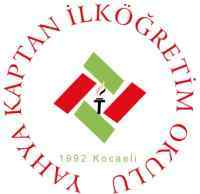 YAHYA KAPTAN İLKÖĞRETİM OKULU
1992 Kocaeli